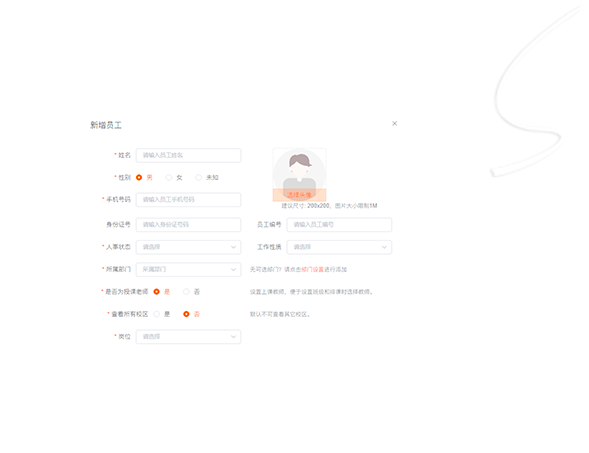 新增员工
* 姓名 请输入员工姓名
* 性别 男 女 未知
选择头像
* 手机号码 请输入员工手机号码
建议尺寸: 200x200，图片大小限制1M
身份证号 请输入身份证号码 员工编号 请输入员工编号
* 人事状态 请选择 工作性质 请选择
* 所属部门 所属部门 无可选部门？请点击部门设置进行添加
* 是否为授课老师 是 否 设置上课教师，便于设置班级和排课时选择教师。
* 查看所有校区 是 否 默认不可查看其它校区。
* 岗位 请选择